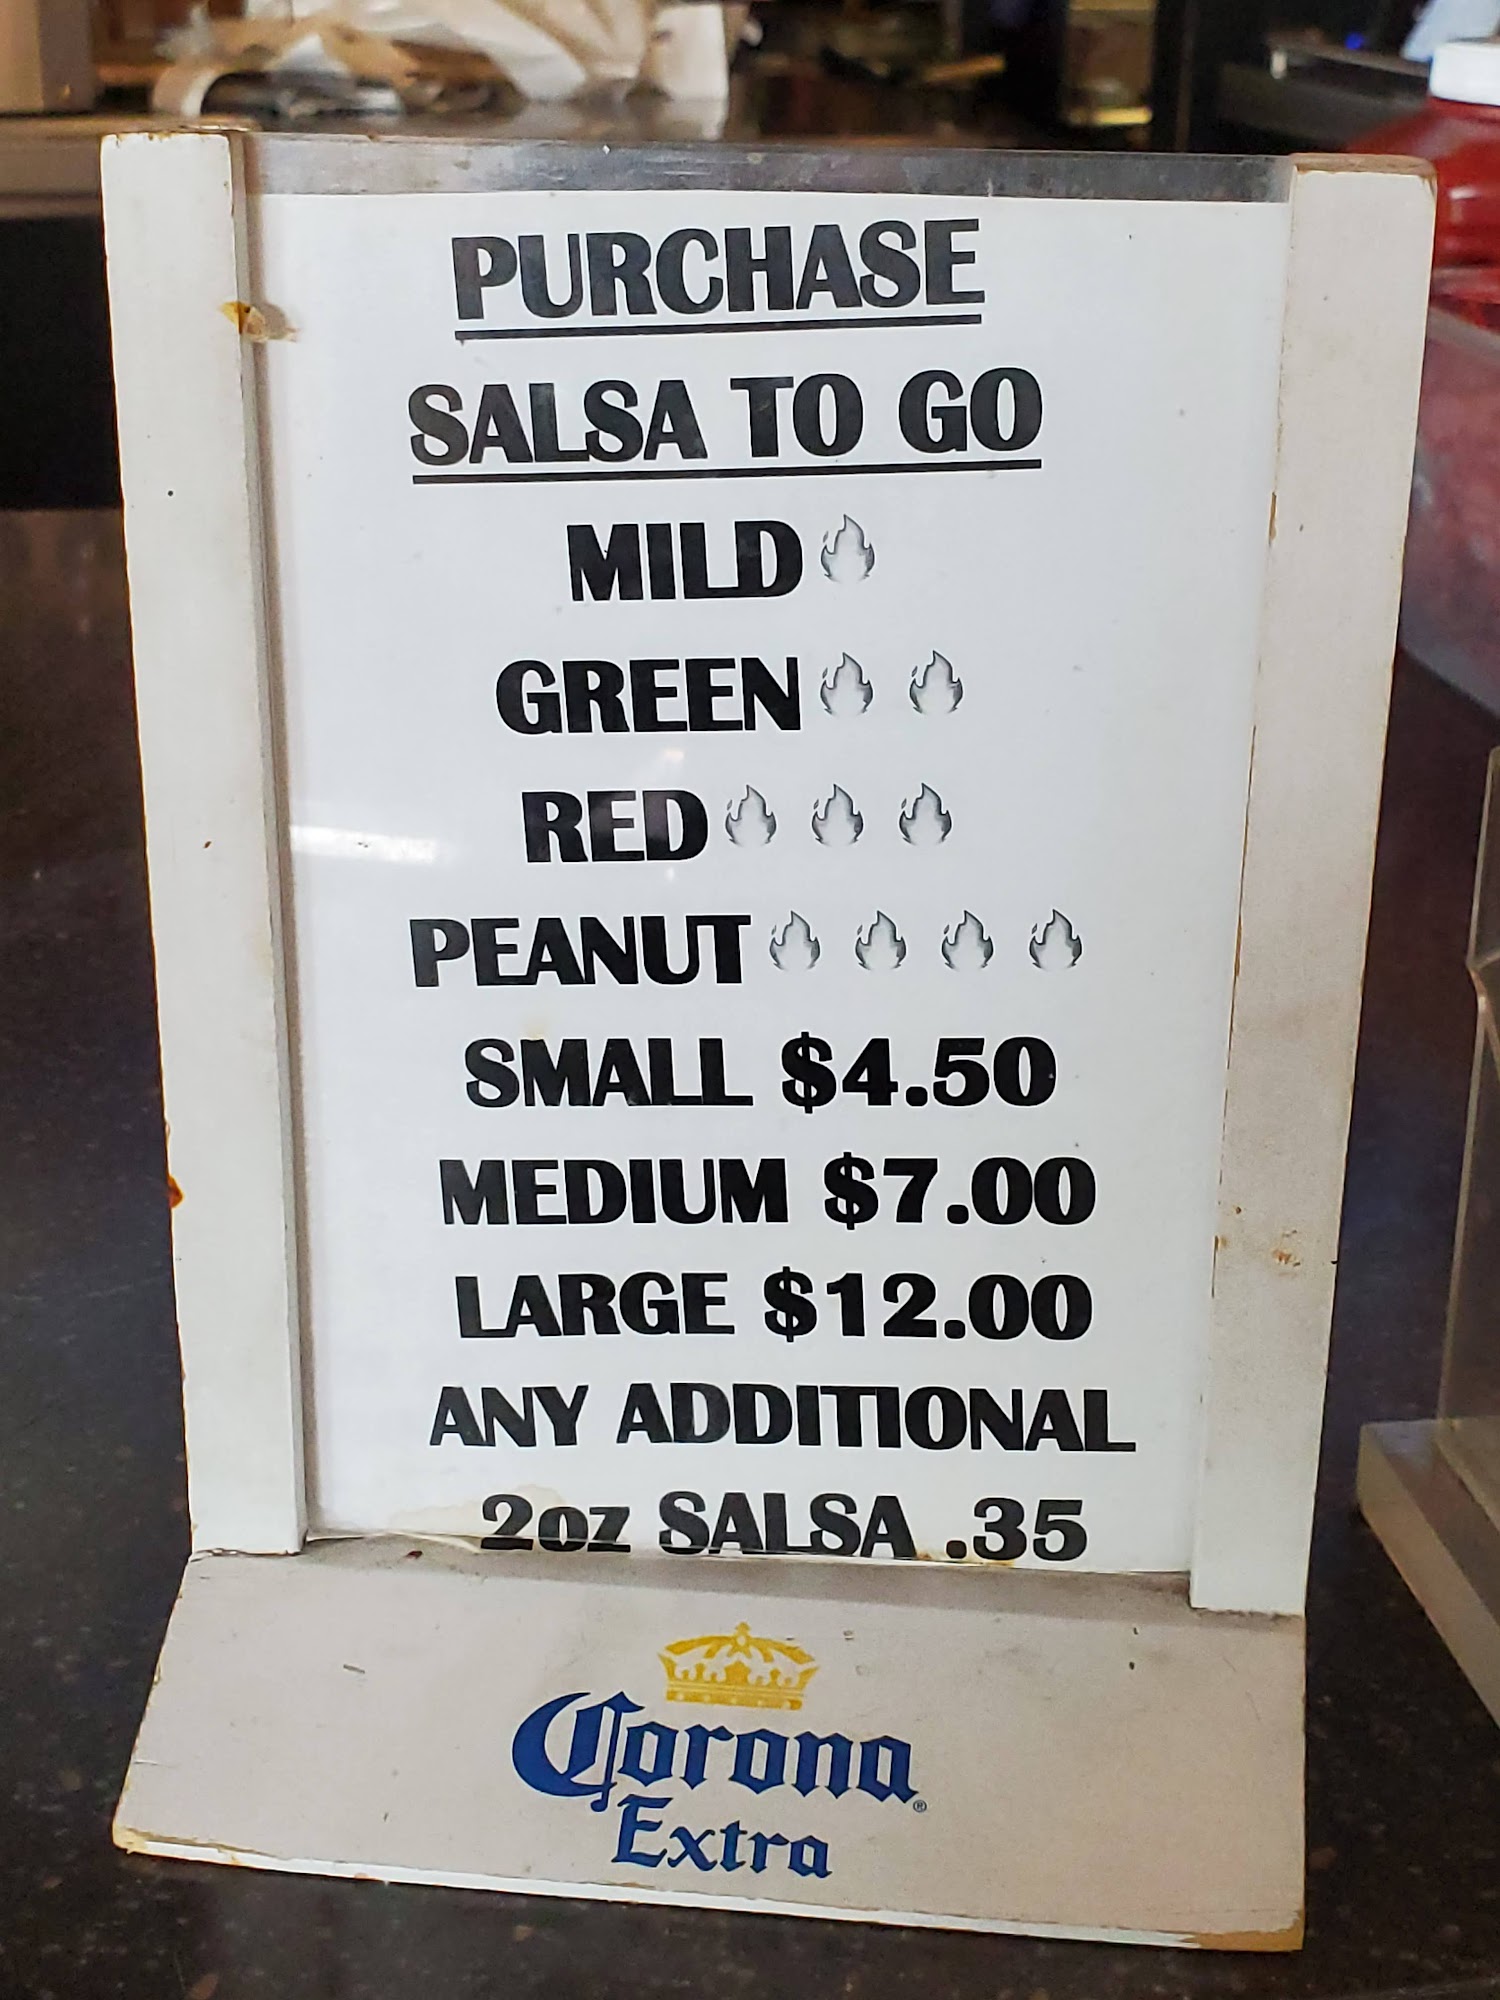 PURCHASE
SALSA TO GO
MILD
GREEN
RED
PEANUT
SMALL $4.50
MEDIUM $7.00
LARGE $12.00
ANY ADDITIONAL
2oz SALSA .35
Corona®
Extra